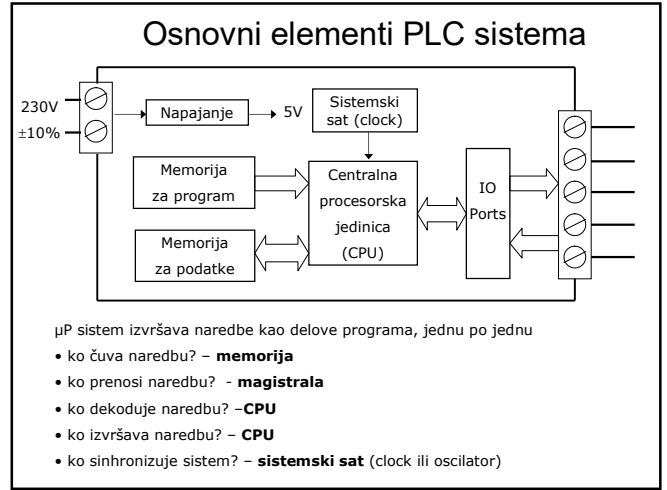 Osnovni elementi PLC sistema
230V
±10%
Napajanje
5V
Sistemski
sat (clock)
Memorija
za program
Centralna
procesorska
jedinica
(CPU)
IO
Ports
Memorija
za podatke
µP sistem izvršava naredbe kao delove programa, jednu po jednu
• ko čuva naredbu? – memorija
• ko prenosi naredbu? - magistrala
• ko dekoduje naredbu? –CPU
• ko izvršava naredbu? – CPU
• ko sinhronizuje sistem? – sistemski sat (clock ili oscilator)